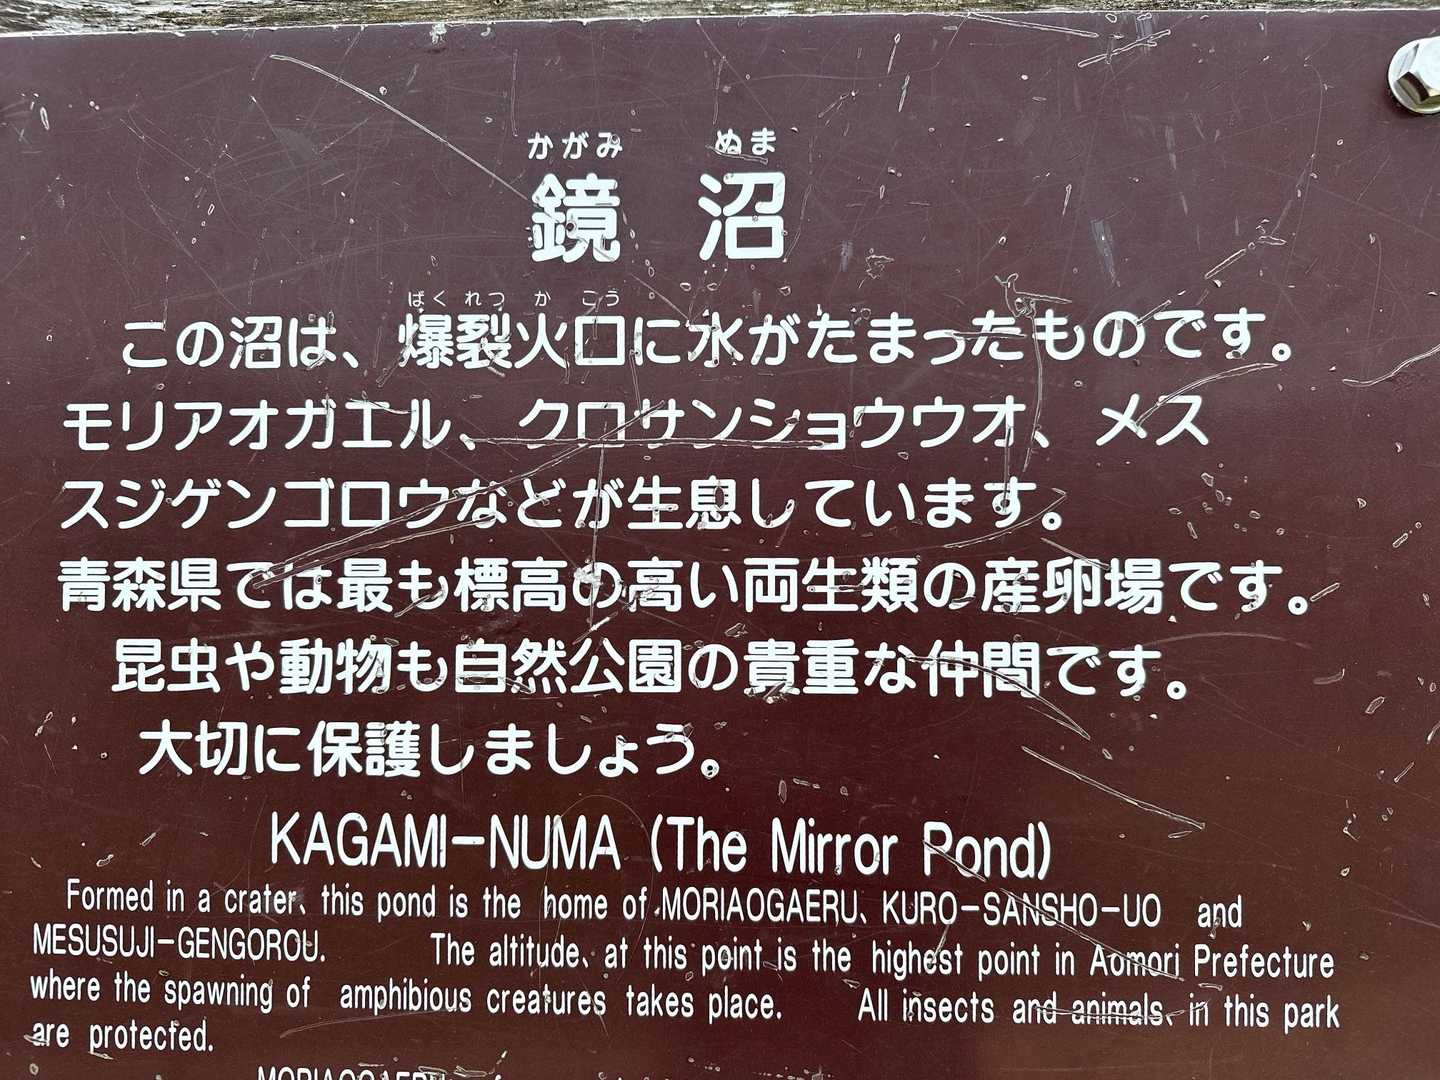 かがみ ぬま
鏡 沼
ばくれつ か こう
この沼は、爆裂火口に水がたまったものです。
モリアオガエル、クロサンショウウオ、メス
スジゲンゴロウなどが生息しています。
青森県では最も標高の高い両生類の産卵場です。
昆虫や動物も自然公園の貴重な仲間です。
大切に保護しましょう。
KAGAMI-NUMA (The Mirror Pond)
Formed in a crater、this pond is the home of MORIAOGAERU、KURO-SANSHO-UO and
MESUSUJI-GENGOROU. The altitude、at this point is the highest point in Aomori Prefecture
where the spawning of amphibious creatures takes place. All insects and animals、in this park
are protected.
MORIAOGAERU